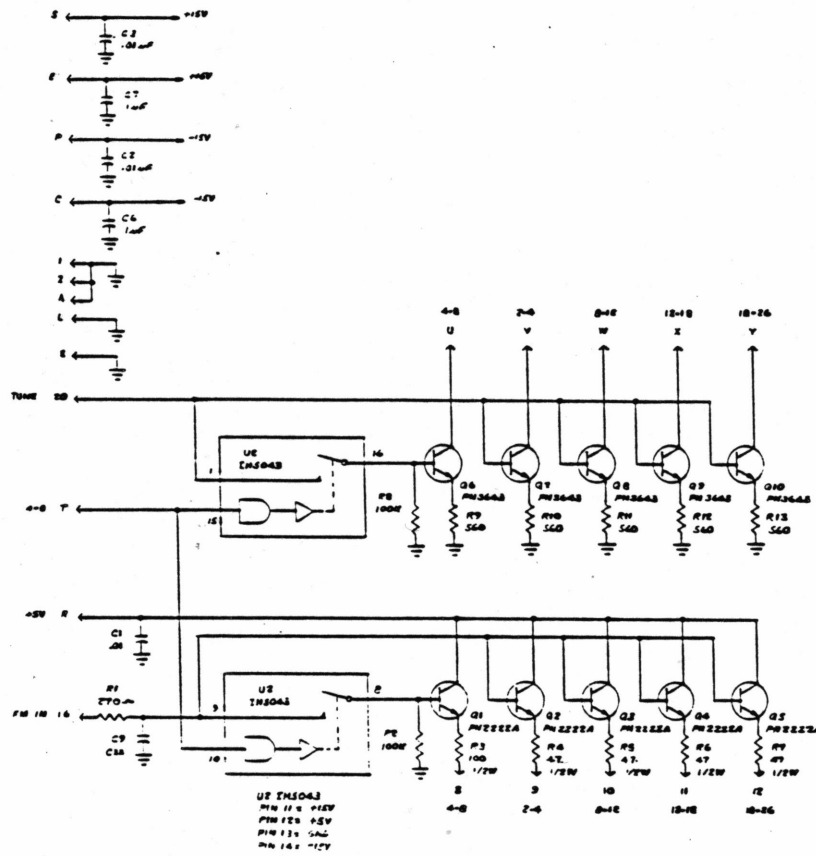 S +15V
C3
.01uF
E +15V
C7
1uF
P -15V
C2
.01uF
C -15V
C6
1uF
1
2
A
L
4-8 2-4 8-12 12-18 18-26
U V W X Y
TUNE 20
U2
IH5043
16
1
15
4-8 T
R8
100K
Q6
PN3643
R9
560
Q7
PN3643
R10
560
Q8
PN3643
R11
560
Q9
PN3643
R12
560
Q10
PN3643
R13
560
+5V R
C1
.01
R1
270
FM IN 16
C9
U2
IH5043
8
9
10
R2
100K
Q1
PN2222A
R3
100
1/2W
Q2
PN2222A
R4
47
1/2W
Q3
PN2222A
R5
47
1/2W
Q4
PN2222A
R6
47
1/2W
Q5
PN2222A
47
1/2W
9 10 11 12
4-8 2-4 8-12 12-18 18-26
U2 IH5043
PIN 11 = +15V
PIN 12 = +5V
PIN 13 =
PIN 14 = -15V